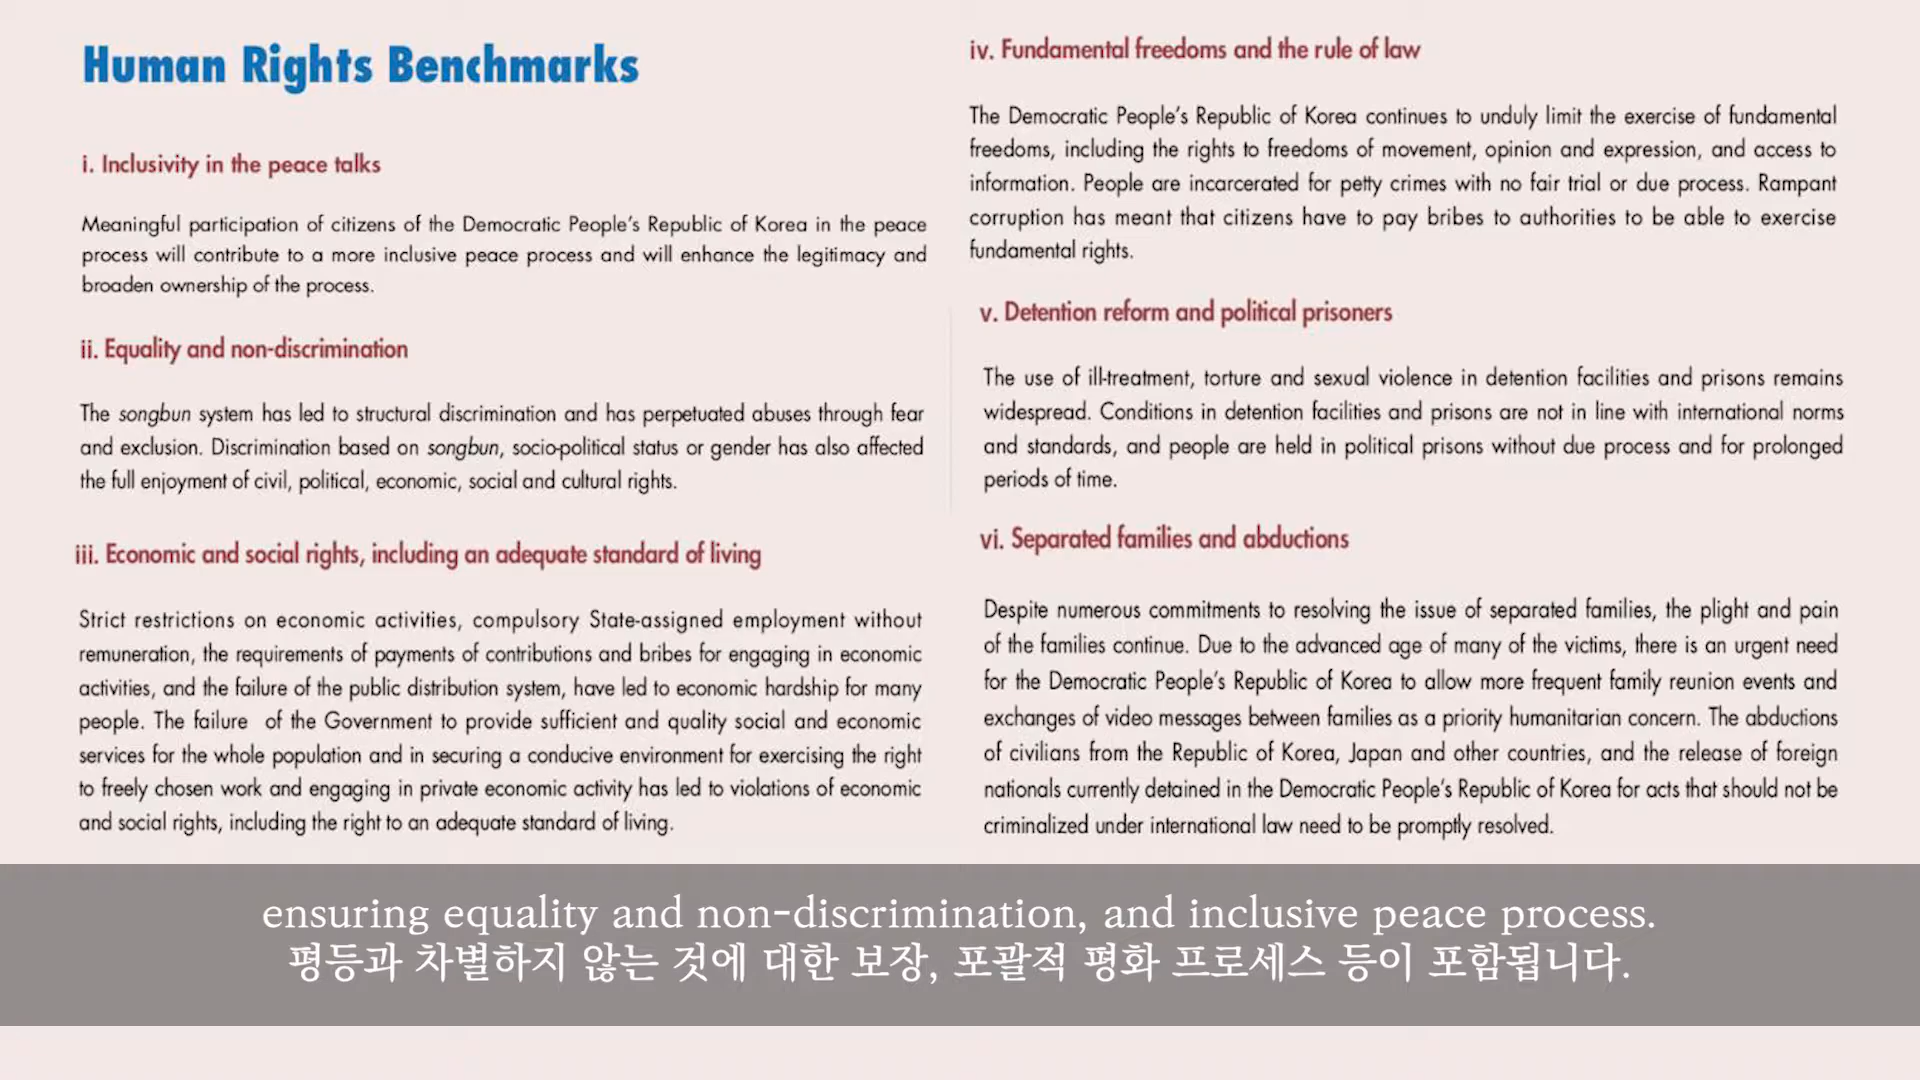 Human Rights Benchmarks
i. Inclusivity in the peace talks
Meaningful participation of citizens of the Democratic People's Republic of Korea in the peace
process will contribute to a more inclusive peace process and will enhance the legitimacy and
broaden ownership of the process.
ii. Equality and non-discrimination
The songbun system has led to structural discrimination and has perpetuated abuses through fear
and exclusion. Discrimination based on songbun, socio-political status or gender has also affected
the full enjoyment of civil, political, economic, social and cultural rights.
iii. Economic and social rights, including an adequate standard of living
Strict restrictions on economic activities, compulsory State-assigned employment without
remuneration, the requirements of payments of contributions and bribes for engaging in economic
activities, and the failure of the public distribution system, have led to economic hardship for many
people. The failure of the Government to provide sufficient and quality social and economic
services for the whole population and in securing a conducive environment for exercising the right
to freely chosen work and engaging in private economic activity has led to violations of economic
and social rights, including the right to an adequate standard of living.
iv. Fundamental freedoms and the rule of law
The Democratic People's Republic of Korea continues to unduly limit the exercise of fundamental
freedoms, including the rights to freedoms of movement, opinion and expression, and access to
information. People are incarcerated for petty crimes with no fair trial or due process. Rampant
corruption has meant that citizens have to pay bribes to authorities to be able to exercise
fundamental rights.
v. Detention reform and political prisoners
The use of ill-treatment, torture and sexual violence in detention facilities and prisons remains
widespread. Conditions in detention facilities and prisons are not in line with international norms
and standards, and people are held in political prisons without due process and for prolonged
periods of time.
vi. Separated families and abductions
Despite numerous commitments to resolving the issue of separated families, the plight and pain
of the families continue. Due to the advanced age of many of the victims, there is an urgent need
for the Democratic People's Republic of Korea to allow more frequent family reunion events and
exchanges of video messages between families as a priority humanitarian concern. The abductions
of civilians from the Republic of Korea, Japan and other countries, and the release of foreign
nationals currently detained in the Democratic People's Republic of Korea for acts that should not be
criminalized under international law need to be promptly resolved.
ensuring equality and non-discrimination, and inclusive peace process.
평등과 차별하지 않는 것에 대한 보장, 포괄적 평화 프로세스 등이 포함됩니다.